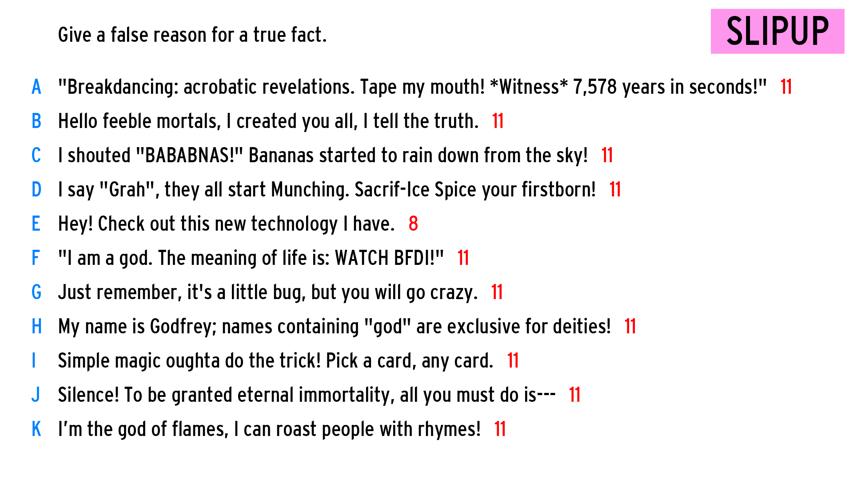 Give a false reason for a true fact.
SLIPUP
A "Breakdancing: acrobatic revelations. Tape my mouth! *Witness* 7,578 years in seconds!" 11
B Hello feeble mortals, I created you all, I tell the truth. 11
C I shouted "BABABNAS!" Bananas started to rain down from the sky! 11
D I say "Grah", they all start Munching. Sacrif-Ice Spice your firstborn! 11
E Hey! Check out this new technology I have. 8
F "I am a god. The meaning of life is: WATCH BFDI!" 11
G Just remember, it's a little bug, but you will go crazy. 11
H My name is Godfrey; names containing "god" are exclusive for deities! 11
I Simple magic oughta do the trick! Pick a card, any card. 11
J Silence! To be granted eternal immortality, all you must do is--- 11
K I'm the god of flames, I can roast people with rhymes! 11